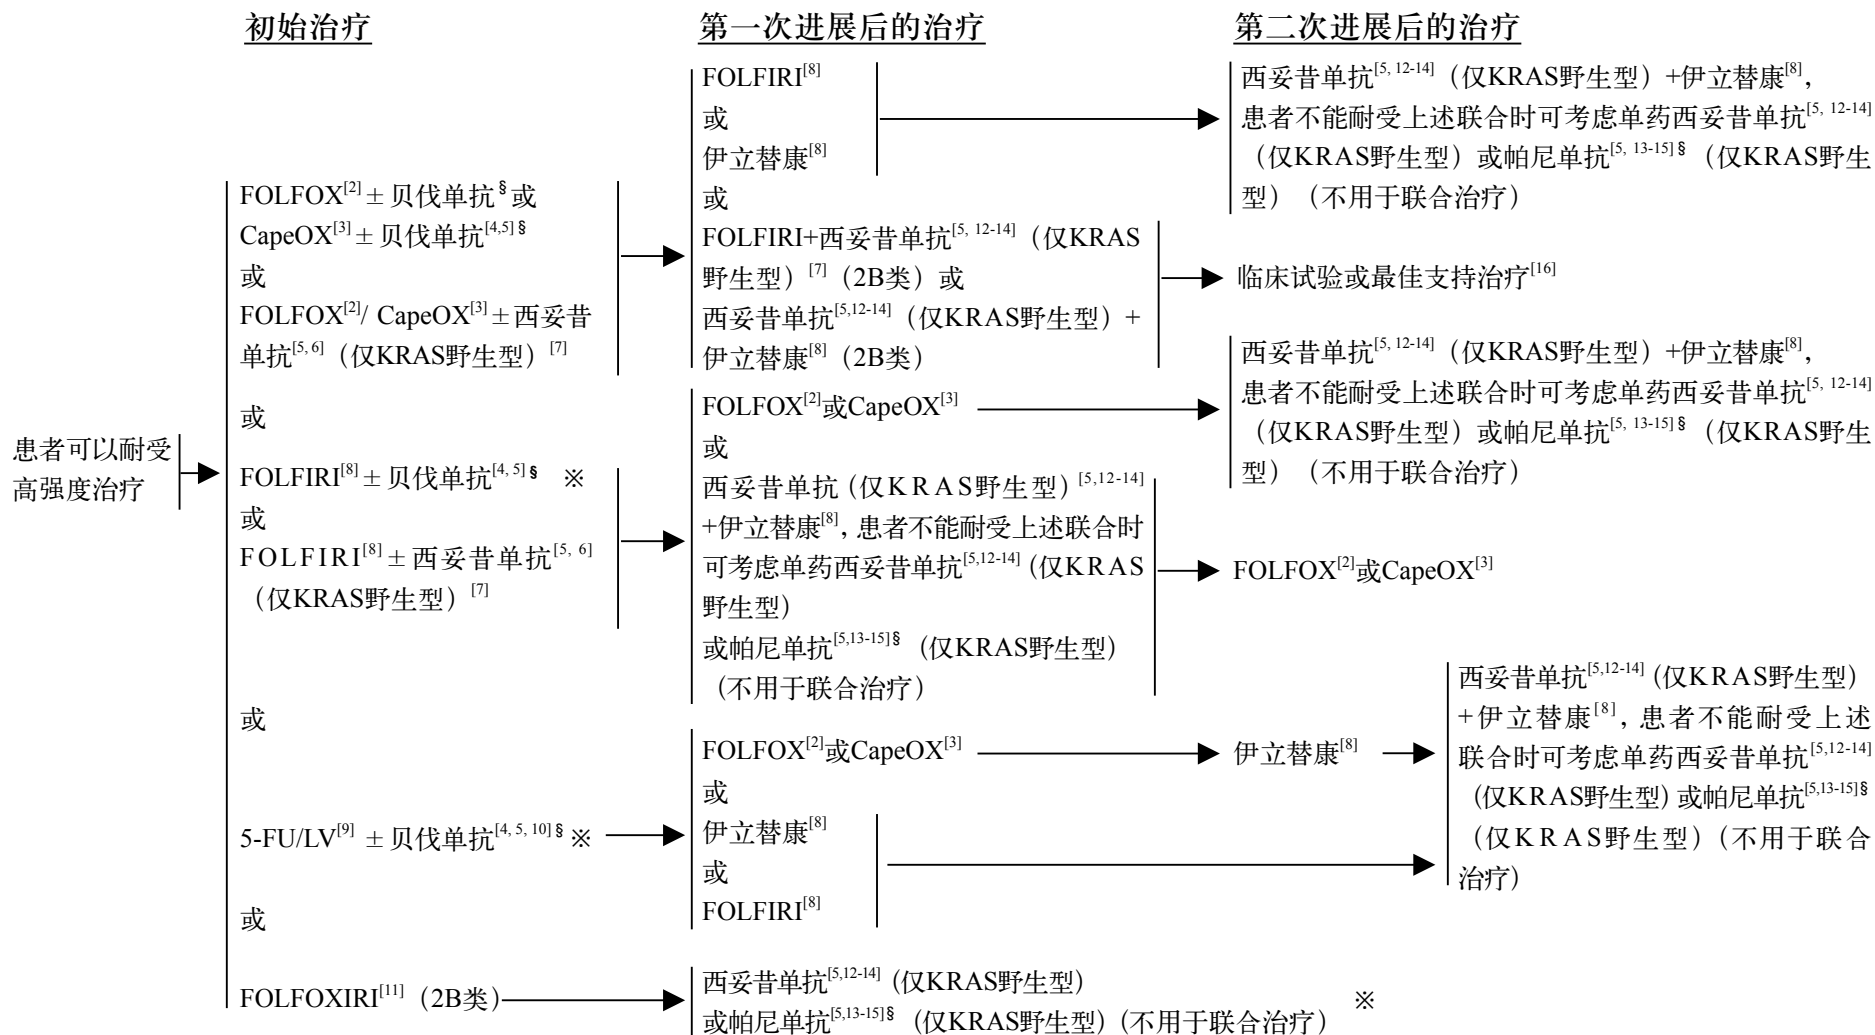 初始治疗
第一次进展后的治疗
第二次进展后的治疗
患者可以耐受
高强度治疗
FOLFOX[2]±贝伐单抗§或
CapeOX[3]±贝伐单抗[4,5]§
或
FOLFOX[2]/ CapeOX[3]±西妥昔
单抗[5, 6]（仅KRAS野生型）[7]
或
FOLFIRI[8]±贝伐单抗[4, 5]§ ※
或
FOLFIRI[8]±西妥昔单抗[5, 6]
（仅KRAS野生型）[7]
或
5-FU/LV[9] ±贝伐单抗[4, 5, 10]§※
或
FOLFOXIRI[11]（2B类）
FOLFIRI[8]
或
伊立替康[8]
或
FOLFIRI+西妥昔单抗[5, 12-14]（仅KRAS
野生型）[7]（2B类）或
西妥昔单抗[5,12-14]（仅KRAS野生型）+
伊立替康[8]（2B类）
FOLFOX[2]或CapeOX[3]
或
西妥昔单抗(仅KRAS野生型)[5,12-14]
+伊立替康[8], 患者不能耐受上述联合时
可考虑单药西妥昔单抗[5,12-14](仅KRAS
野生型)
或帕尼单抗[5,13-15]§（仅KRAS野生型）
（不用于联合治疗）
FOLFOX[2]或CapeOX[3]
或
伊立替康[8]
或
FOLFIRI[8]
西妥昔单抗[5,12-14] (仅KRAS野生型)
或帕尼单抗[5,13-15]§（仅KRAS野生型）(不用于联合治疗） ※
西妥昔单抗[5, 12-14]（仅KRAS野生型）+伊立替康[8],
患者不能耐受上述联合时可考虑单药西妥昔单抗[5, 12-14]
（仅KRAS野生型）或帕尼单抗[5, 13-15]§（仅KRAS野生
型）（不用于联合治疗）
临床试验或最佳支持治疗[16]
西妥昔单抗[5, 12-14]（仅KRAS野生型）+伊立替康[8],
患者不能耐受上述联合时可考虑单药西妥昔单抗[5, 12-14]
（仅KRAS野生型）或帕尼单抗[5, 13-15]§（仅KRAS野生
型）（不用于联合治疗）
FOLFOX[2]或CapeOX[3]
伊立替康[8]
西妥昔单抗[5,12-14] (仅KRAS野生型)
+伊立替康[8], 患者不能耐受上述
联合时可考虑单药西妥昔单抗[5,12-14]
(仅KRAS野生型) 或帕尼单抗[5,13-15]§
（仅KRAS野生型）(不用于联合
治疗)